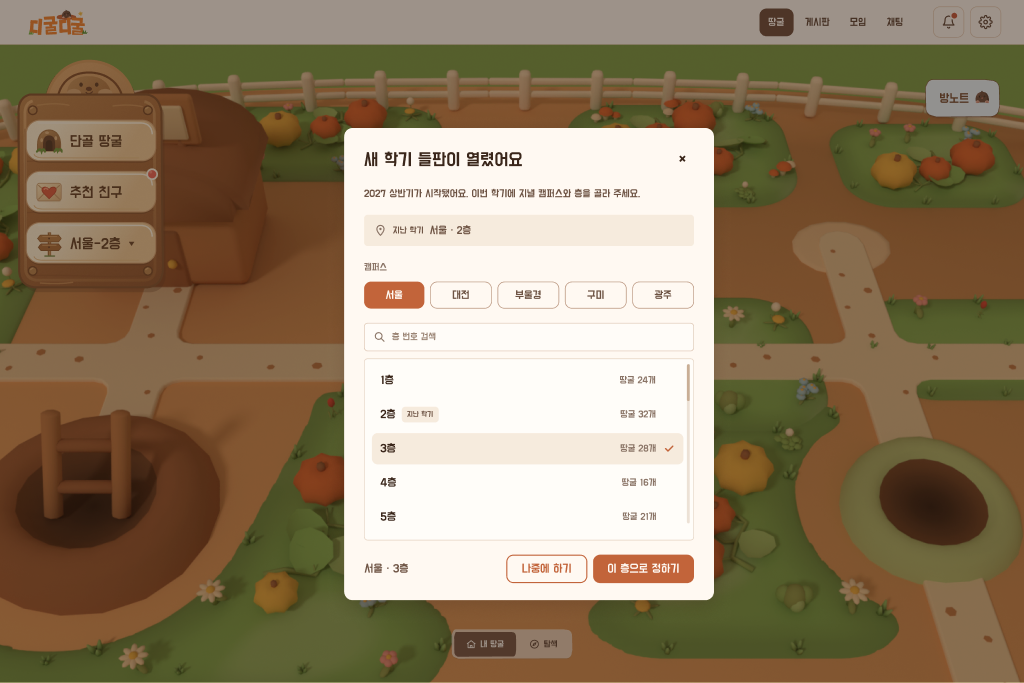 디굴디굴
땅굴 게시판 모임 채팅
방노트
단골 땅굴
추천 친구
서울-2층
새 학기 들판이 열렸어요
2027 상반기가 시작됐어요. 이번 학기에 지낼 캠퍼스와 층을 골라 주세요.
지난 학기 서울 · 2층
캠퍼스
서울 대전 부울경 구미 광주
층 번호 검색
1층 땅굴 24개
2층 지난 학기 땅굴 32개
3층 땅굴 28개
4층 땅굴 16개
5층 땅굴 21개
서울 · 3층 나중에 하기 이 층으로 정하기
내 땅굴 탐색